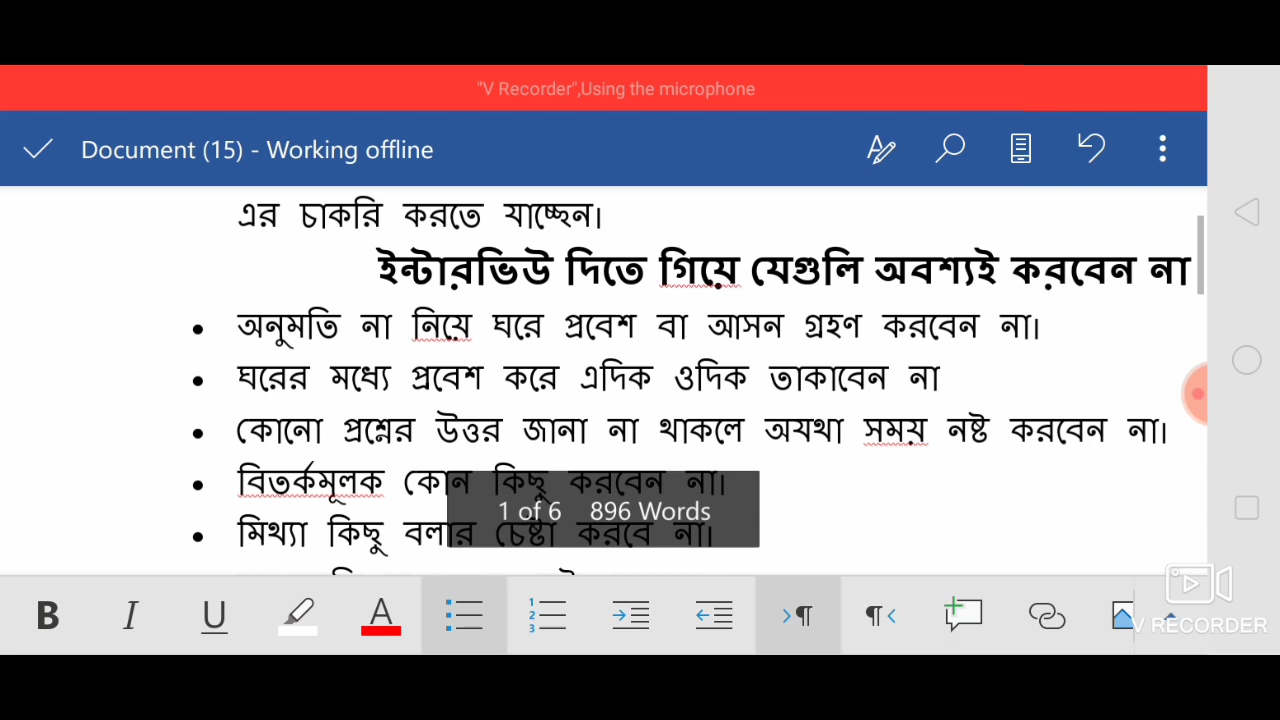 "V Recorder",Using the microphone
Document (15) - Working offline
এর চাকরি করতে যাচ্ছেন।
ইন্টারভিউ দিতে গিয়ে যেগুলি অবশ্যই করবেন না
• অনুমতি না নিয়ে ঘরে প্রবেশ বা আসন গ্রহণ করবেন না।
• ঘরের মধ্যে প্রবেশ করে এদিক ওদিক তাকাবেন না
• কোনো প্রশ্নের উত্তর জানা না থাকলে অযথা সময় নষ্ট করবেন না।
• বিতর্কমূলক কোন কিছু করবেন না।
• মিথ্যা কিছু বলার চেষ্টা করবে না।
1 of 6 896 Words
B I U A
V RECORDER